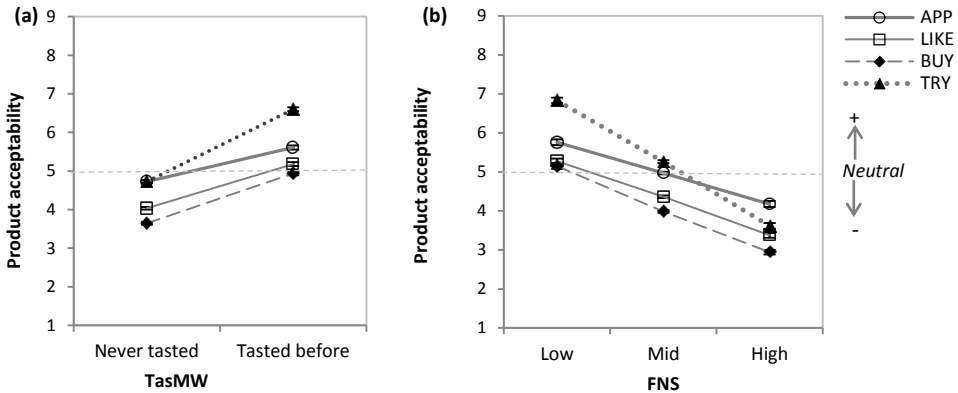 (a)
Product acceptability
9
8
7
6
5
4
3
2
1
Never tasted Tasted before
TasMW
(b)
Product acceptability
9
8
7
6
5
4
3
2
1
Low Mid High
FNS
APP
LIKE
BUY
TRY
+
Neutral
-